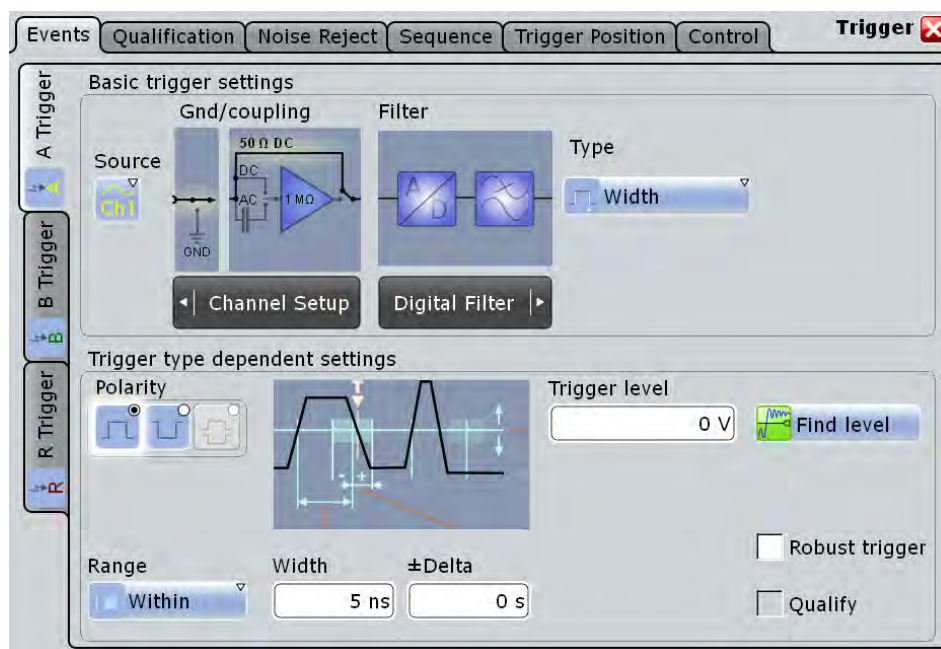 Trigger
Events Qualification Noise Reject Sequence Trigger Position Control
A Trigger
A
B Trigger
B
R Trigger
R
Basic trigger settings
Source
Ch1
Gnd/coupling
50 Ω DC
DC
AC
1 MΩ
GND
Channel Setup
Filter
A
D
Digital Filter
Type
Width
Trigger type dependent settings
Polarity
T
- +
Trigger level
0 V
Find level
Robust trigger
Range
Within
Width
5 ns
±Delta
0 s
Qualify